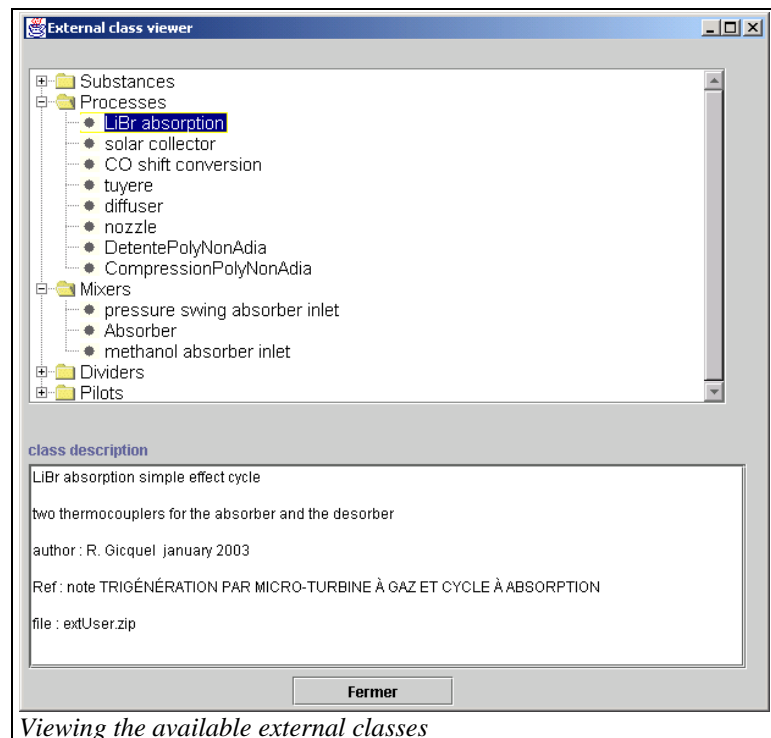 External class viewer
Substances
Processes
LiBr absorption
solar collector
CO shift conversion
tuyere
diffuser
nozzle
DetentePolyNonAdia
CompressionPolyNonAdia
Mixers
pressure swing absorber inlet
Absorber
methanol absorber inlet
Dividers
Pilots
class description
LiBr absorption simple effect cycle
two thermocouplers for the absorber and the desorber
author : R. Gicquel january 2003
Ref : note TRIGÉNÉRATION PAR MICRO-TURBINE À GAZ ET CYCLE À ABSORPTION
file : extUser.zip
Fermer
Viewing the available external classes